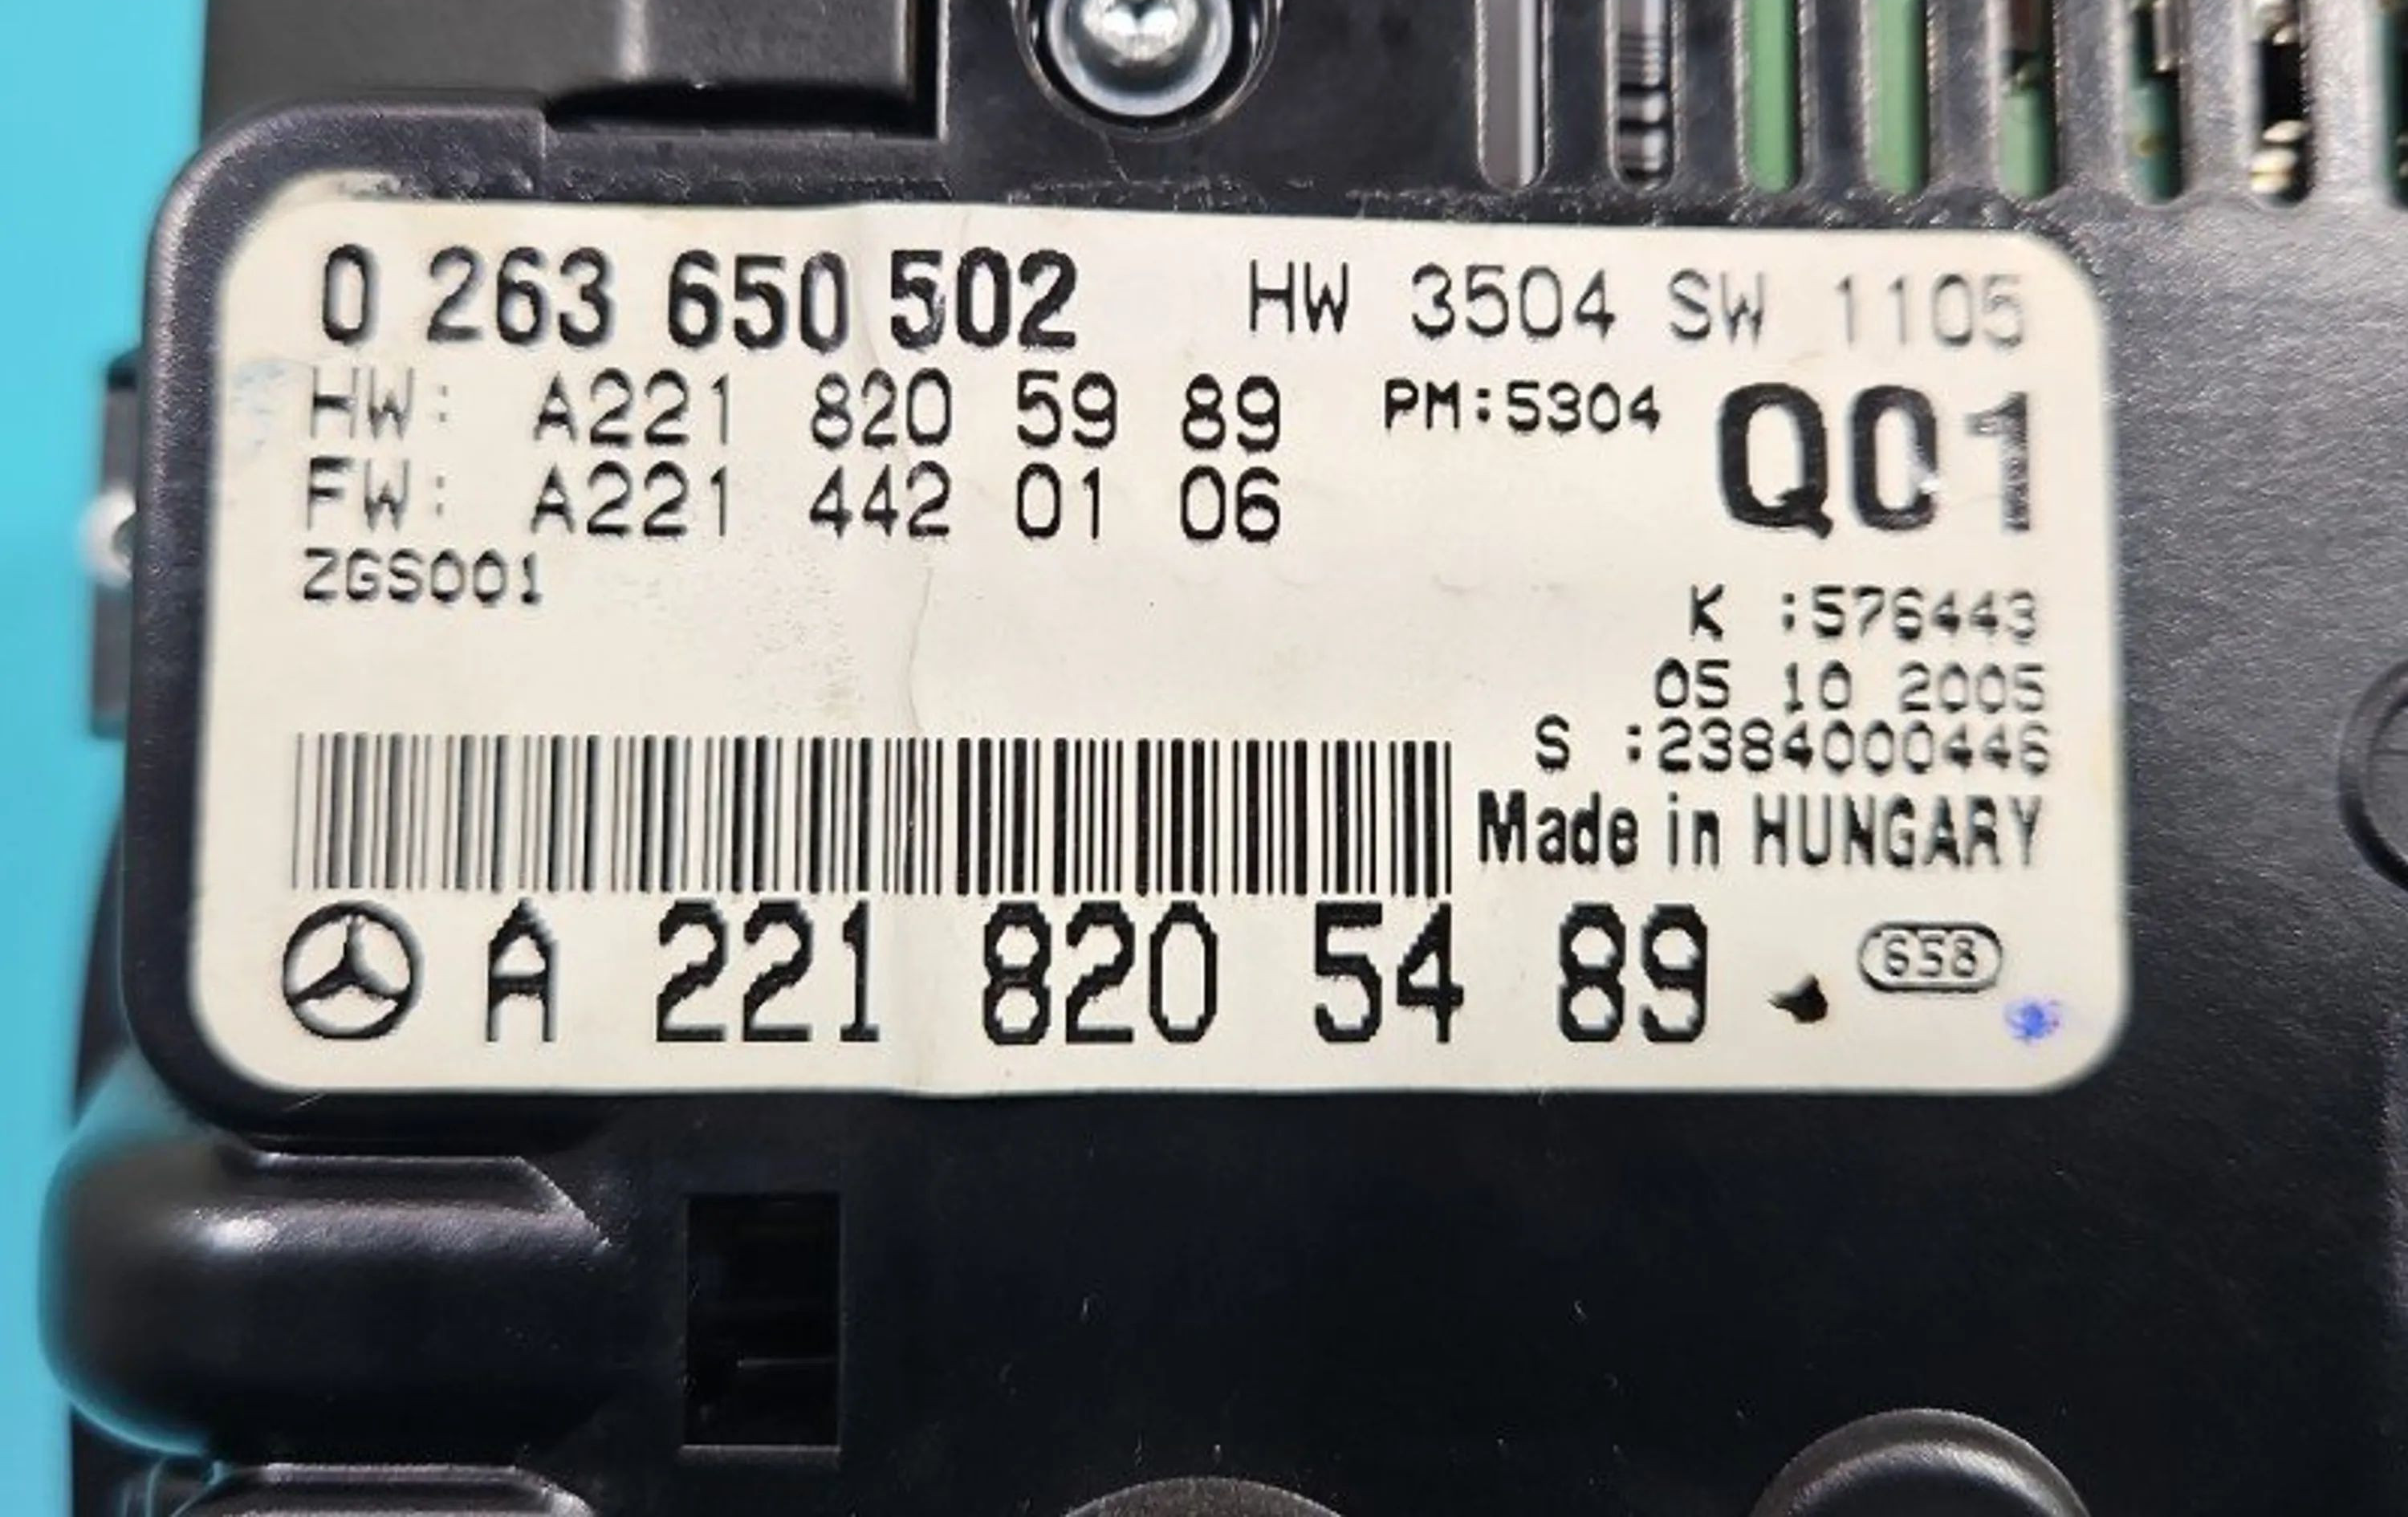 0 263 650 502 HW 3504 SW 1105
HW: A221 820 59 89 PM:5304 Q01
FW: A221 442 01 06
ZGS001
K :576443
05 10 2005
S :2384000446
Made in HUNGARY
A 221 820 54 89
658